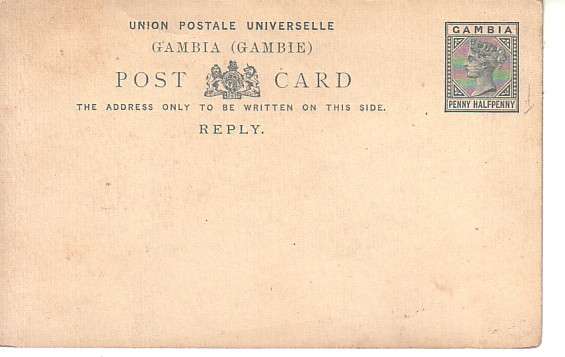 UNION POSTALE UNIVERSELLE
GAMBIA (GAMBIE)
POST CARD
THE ADDRESS ONLY TO BE WRITTEN ON THIS SIDE.
REPLY.
GAMBIA
PENNY HALFPENNY